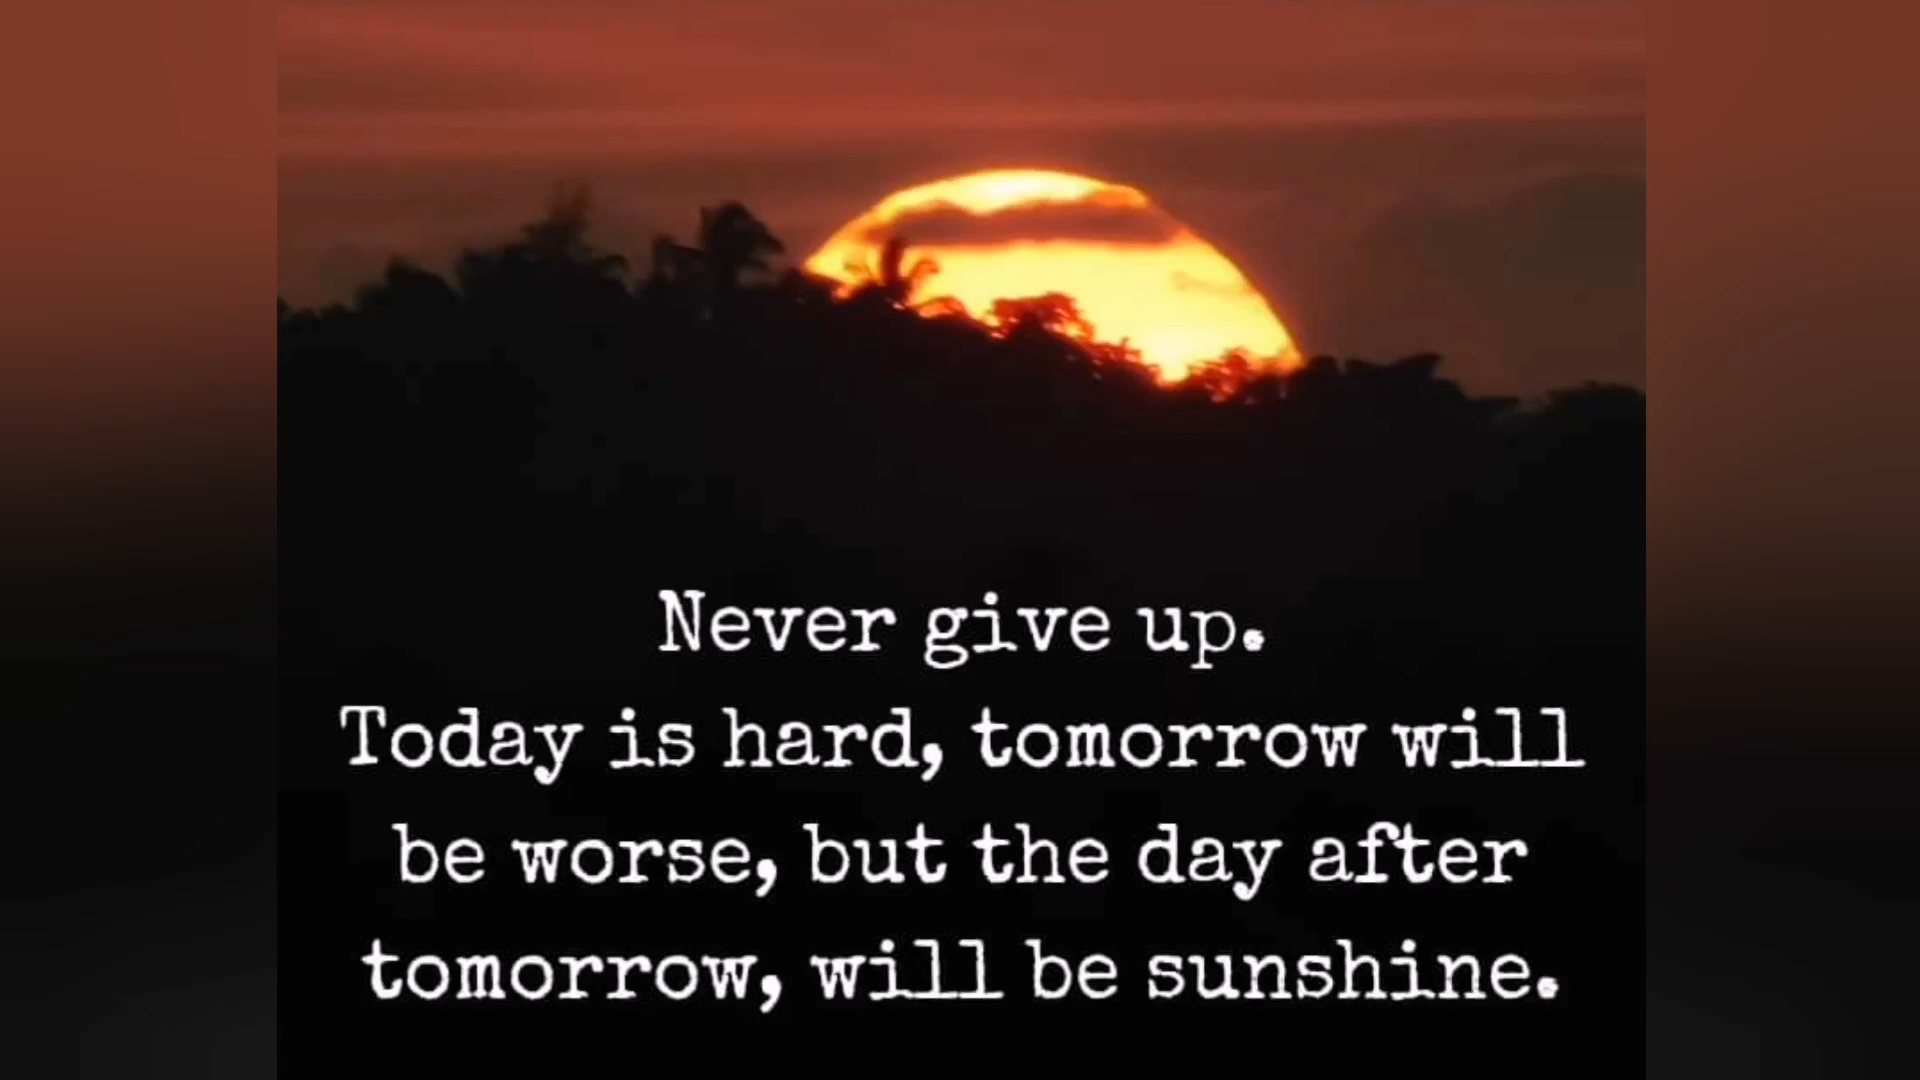 Never give up.
Today is hard, tomorrow will
be worse, but the day after
tomorrow, will be sunshine.